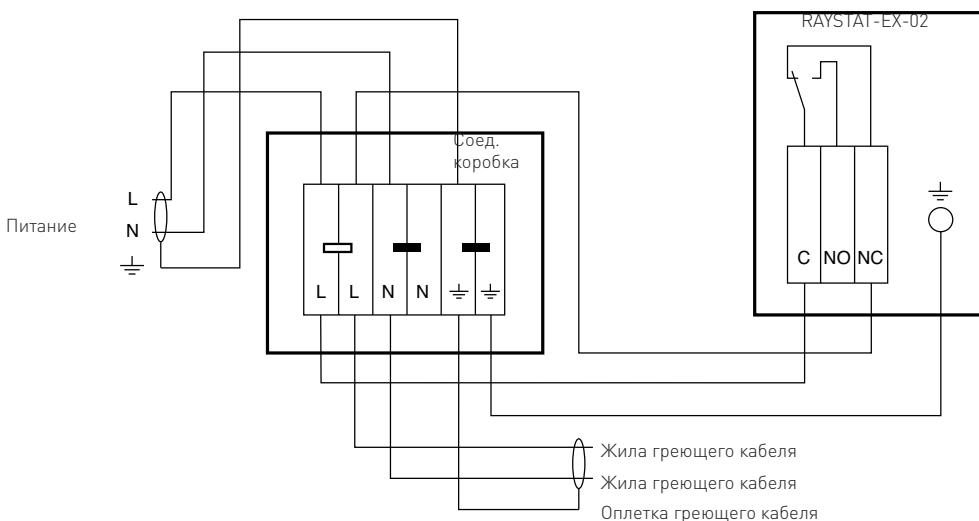 RAYSTAT-EX-02
Соед.
коробка
L
Питание
N
C NO NC
L L N N
Жила греющего кабеля
Жила греющего кабеля
Оплетка греющего кабеля